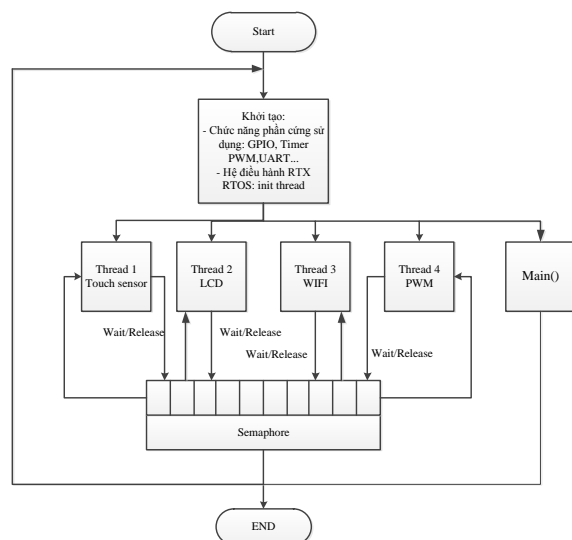 Start
Khởi tạo:
- Chức năng phần cứng sử
dụng: GPIO, Timer
PWM,UART...
- Hệ điều hành RTX
RTOS: init thread
Thread 1
Touch sensor
Thread 2
LCD
Thread 3
WIFI
Thread 4
PWM
Main()
Wait/Release
Wait/Release
Wait/Release
Wait/Release
Semaphore
END